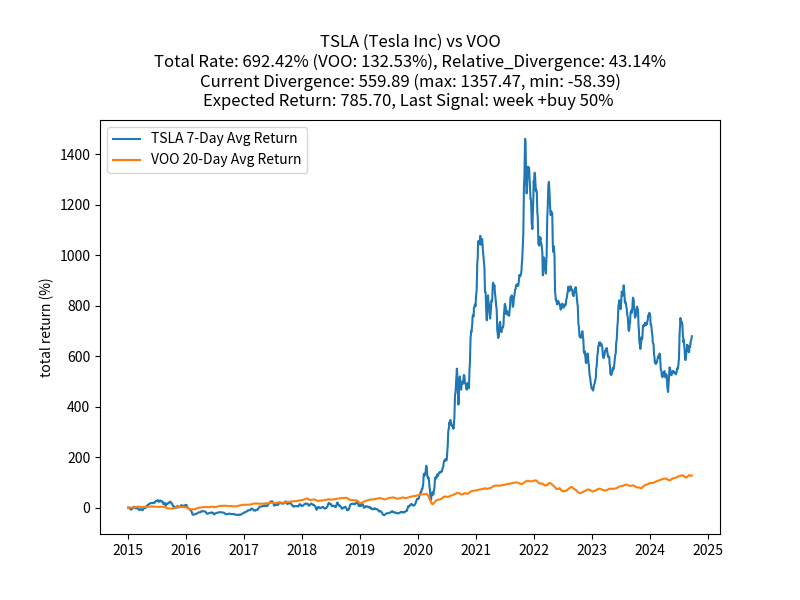 TSLA (Tesla Inc) vs VOO
Total Rate: 692.42% (VOO: 132.53%), Relative_Divergence: 43.14%
Current Divergence: 559.89 (max: 1357.47, min: -58.39)
Expected Return: 785.70, Last Signal: week +buy 50%
TSLA 7-Day Avg Return
VOO 20-Day Avg Return
total return (%)
1400
1200
1000
800
600
400
200
0
2015 2016 2017 2018 2019 2020 2021 2022 2023 2024 2025